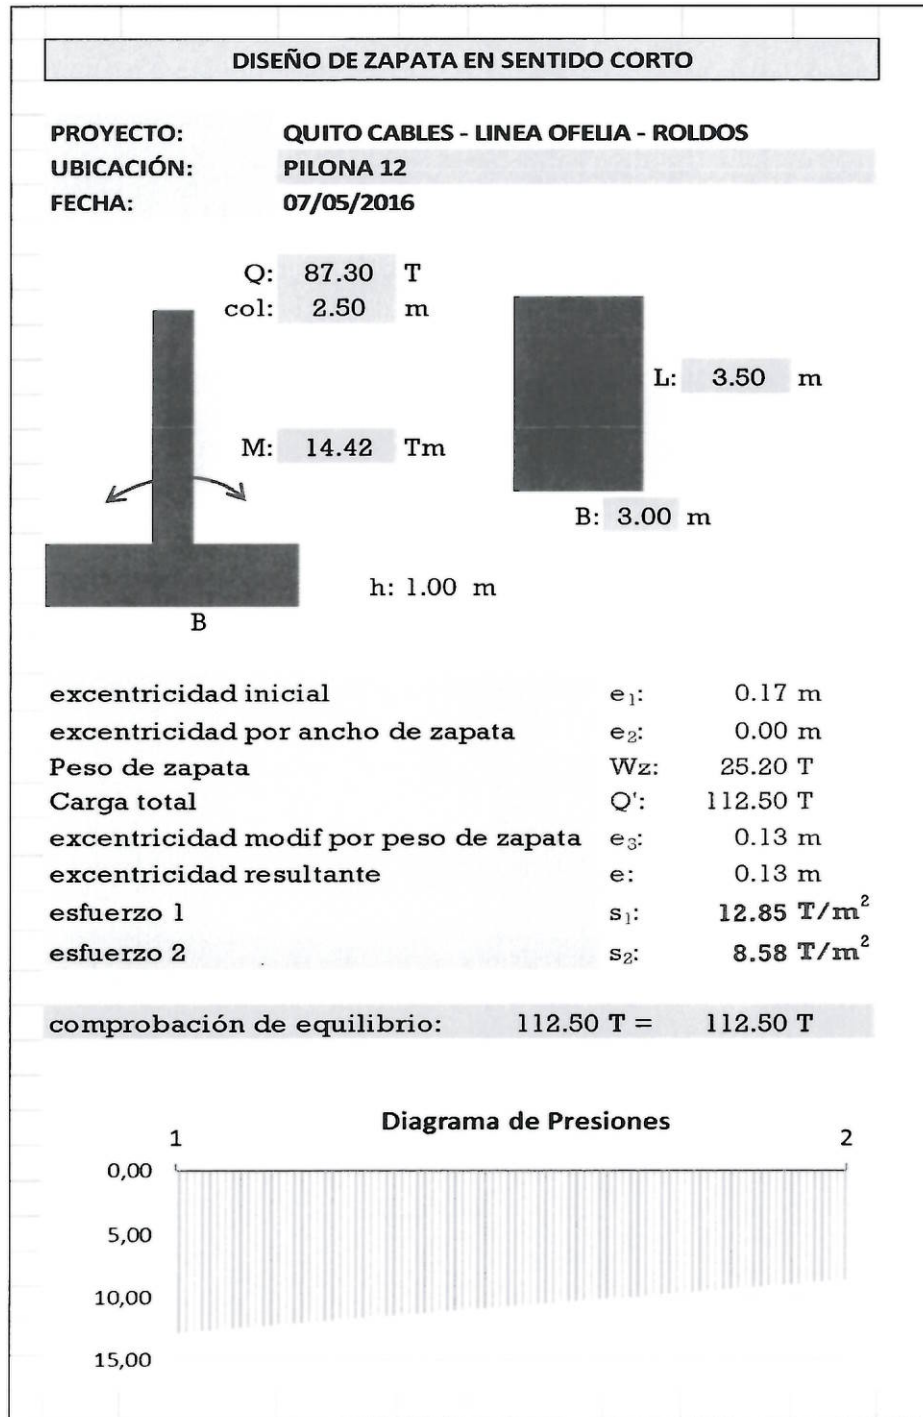 DISEÑO DE ZAPATA EN SENTIDO CORTO
PROYECTO: QUITO CABLES - LINEA OFELIA - ROLDOS
UBICACIÓN: PILONA 12
FECHA: 07/05/2016
Q: 87.30 T
col: 2.50 m
L: 3.50 m
M: 14.42 Tm
B: 3.00 m
h: 1.00 m
B
excentricidad inicial e₁: 0.17 m
excentricidad por ancho de zapata e₂: 0.00 m
Peso de zapata Wz: 25.20 T
Carga total Q': 112.50 T
excentricidad modif por peso de zapata e₃: 0.13 m
excentricidad resultante e: 0.13 m
esfuerzo 1 s₁: 12.85 T/m²
esfuerzo 2 s₂: 8.58 T/m²
comprobación de equilibrio: 112.50 T = 112.50 T
Diagrama de Presiones
1 2
0,00
5,00
10,00
15,00